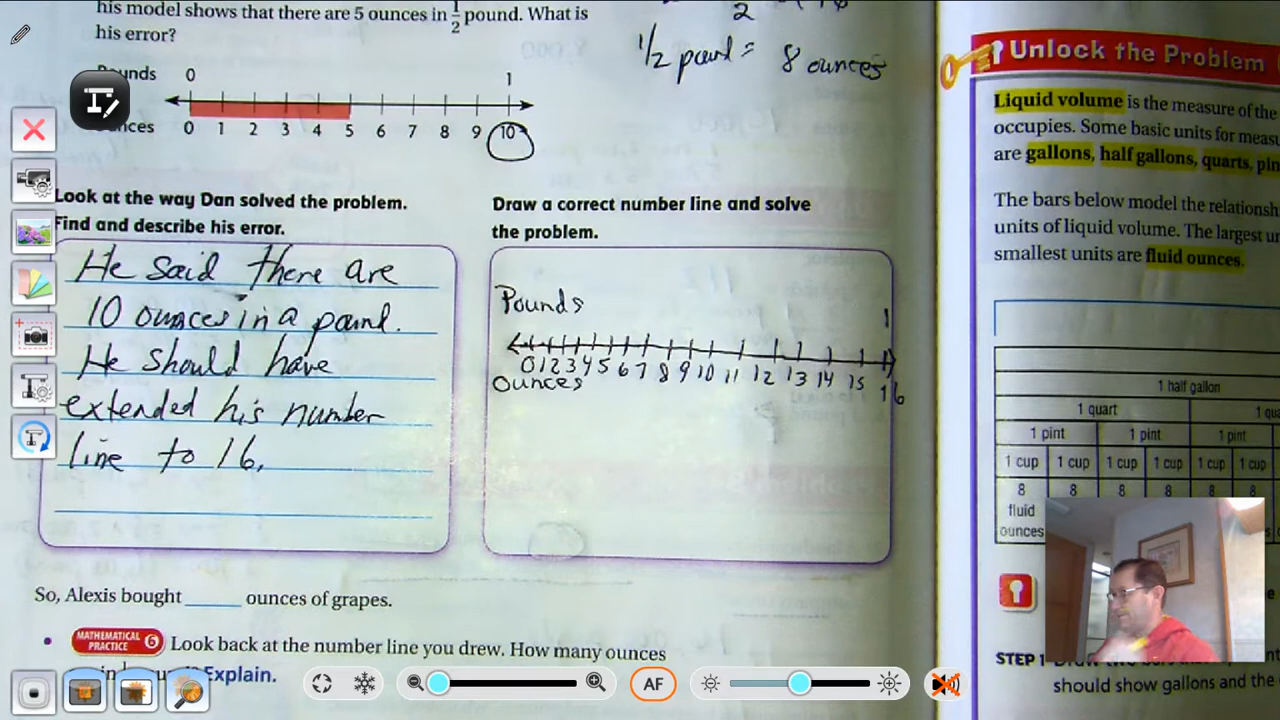 his model shows that there are 5 ounces in 1/2 pound. What is
his error?
2
1/2 pound = 8 ounces
Pounds 0 1
Ounces 0 1 2 3 4 5 6 7 8 9 10
Look at the way Dan solved the problem.
Find and describe his error.
He said there are
10 ounces in a pound.
He should have
extended his number
line to 16.
Draw a correct number line and solve
the problem.
Pounds
1
0 1 2 3 4 5 6 7 8 9 10 11 12 13 14 15 16
Ounces
So, Alexis bought ____ ounces of grapes.
• MATHEMATICAL PRACTICE 6 Look back at the number line you drew. How many ounces
Explain.
AF
Unlock the Problem
Liquid volume is the measure of the
occupies. Some basic units for
are gallons, half gallons, quarts,
The bars below model the
units of liquid volume. The largest
smallest units are fluid ounces.
1 half gallon
1 quart
1 pint 1 pint 1 pint
1 cup 1 cup 1 cup 1 cup 1 cup 1 cup
8 8 8 8 8 8
fluid
ounces
STEP 1
should show gallons and the